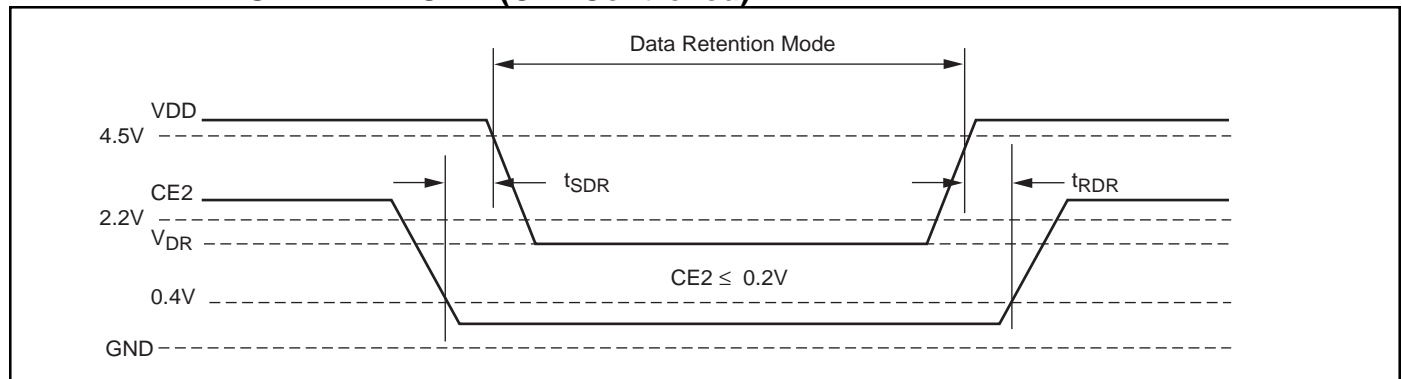 Data Retention Mode
VDD
4.5V
tSDR
tRDR
CE2
2.2V
VDR
CE2 ≤ 0.2V
0.4V
GND